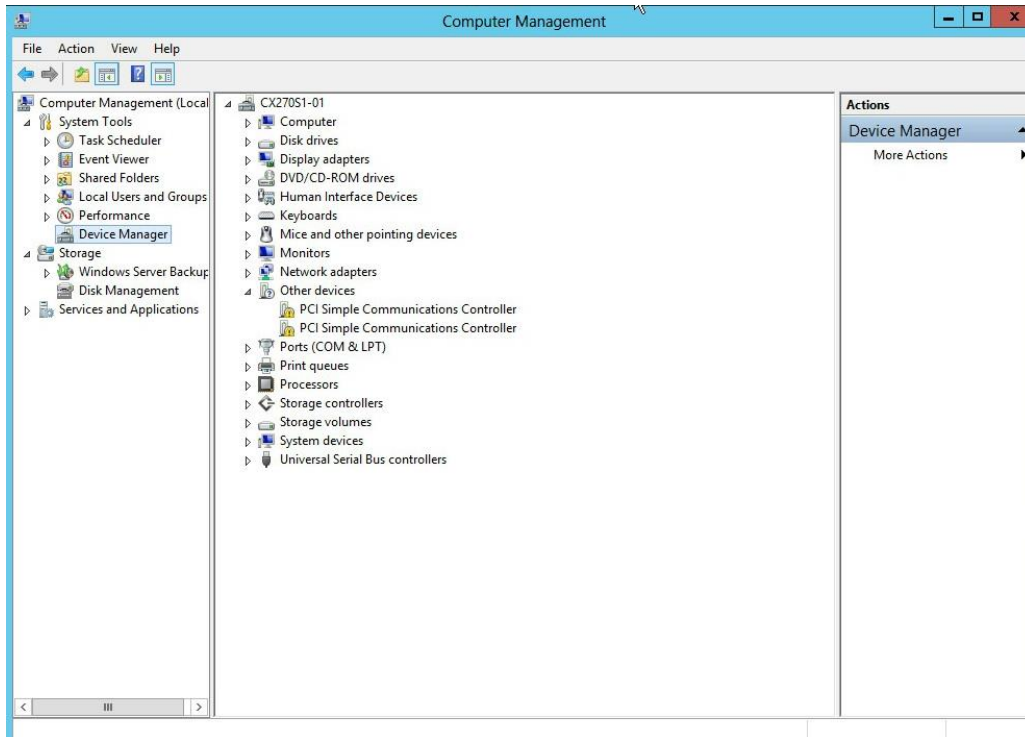 Computer Management
File Action View Help
Computer Management (Local
System Tools
Task Scheduler
Event Viewer
Shared Folders
Local Users and Groups
Performance
Device Manager
Storage
Windows Server Backup
Disk Management
Services and Applications
CX270S1-01
Computer
Disk drives
Display adapters
DVD/CD-ROM drives
Human Interface Devices
Keyboards
Mice and other pointing devices
Monitors
Network adapters
Other devices
PCI Simple Communications Controller
PCI Simple Communications Controller
Ports (COM & LPT)
Print queues
Processors
Storage controllers
Storage volumes
System devices
Universal Serial Bus controllers
Actions
Device Manager
More Actions